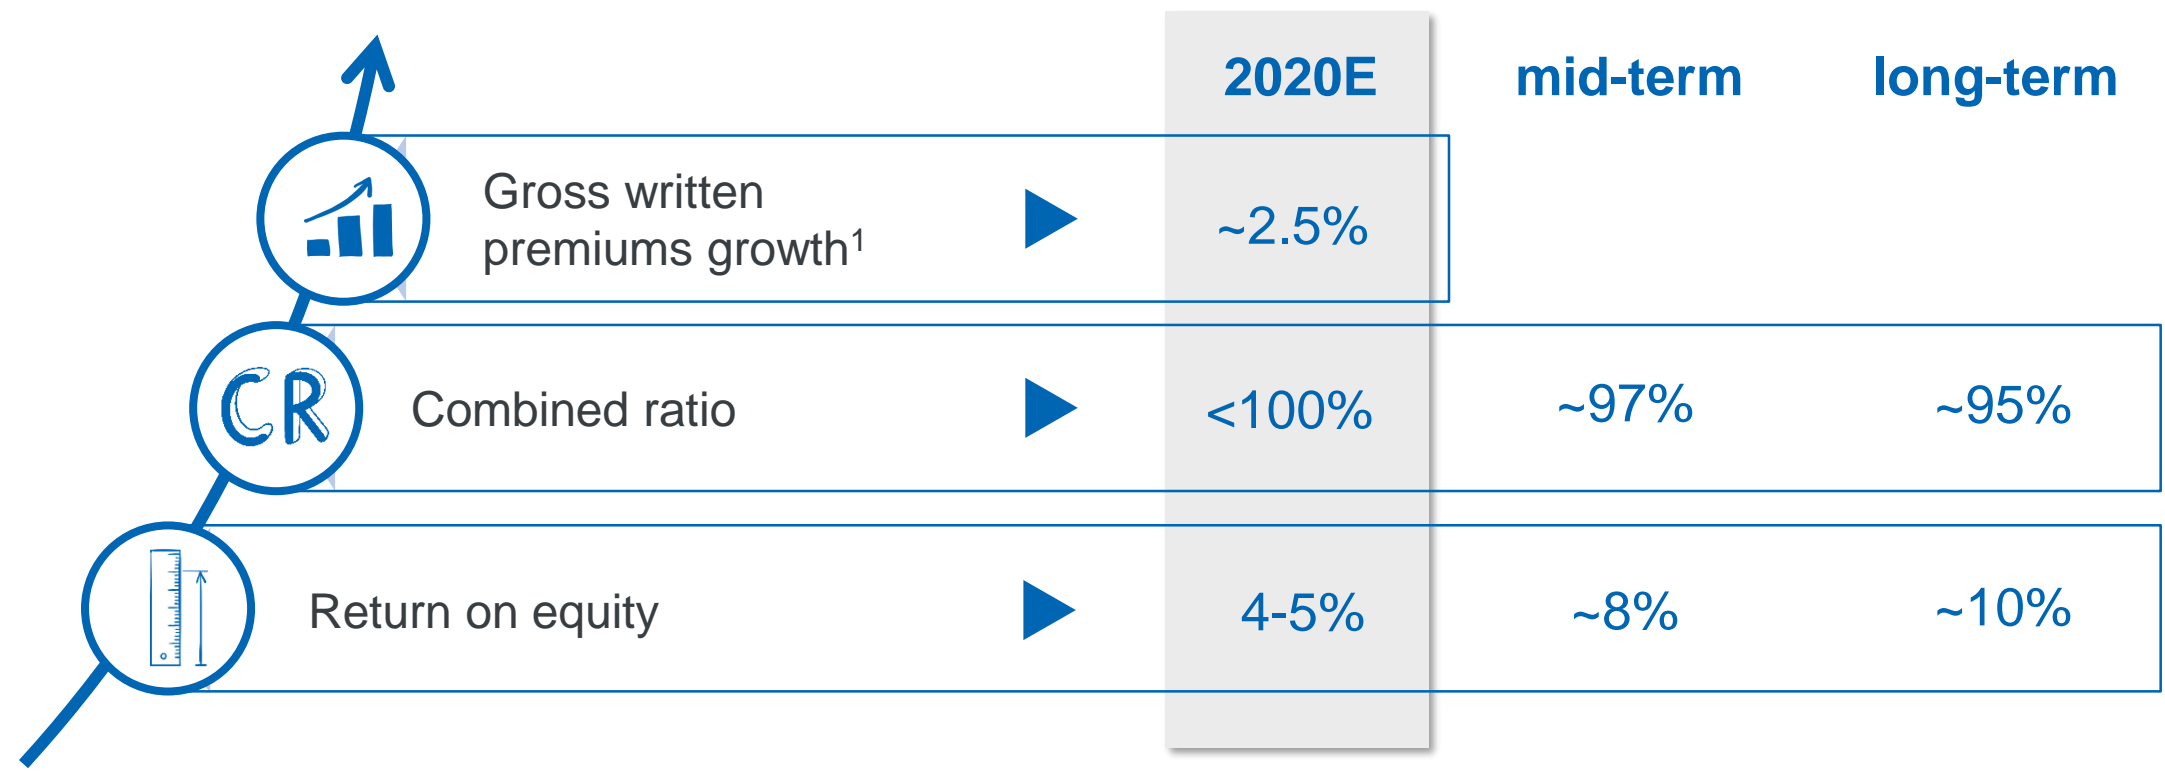 2020E mid-term long-term
Gross written
premiums growth¹
~2.5%
CR
Combined ratio
<100% ~97% ~95%
Return on equity
4-5% ~8% ~10%